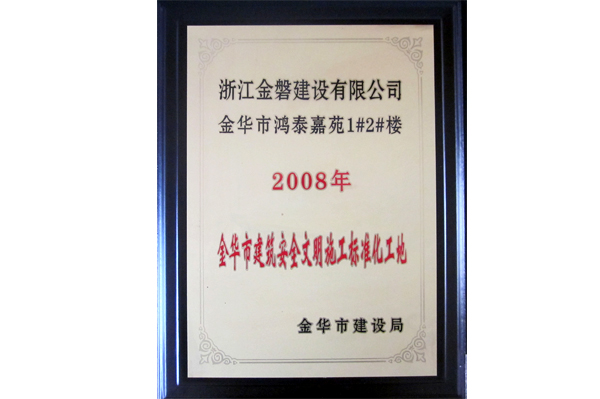 浙江金磐建设有限公司
金华市鸿泰嘉苑1#2#楼
2008年
金华市建筑安全文明施工标准化工地
金华市建设局